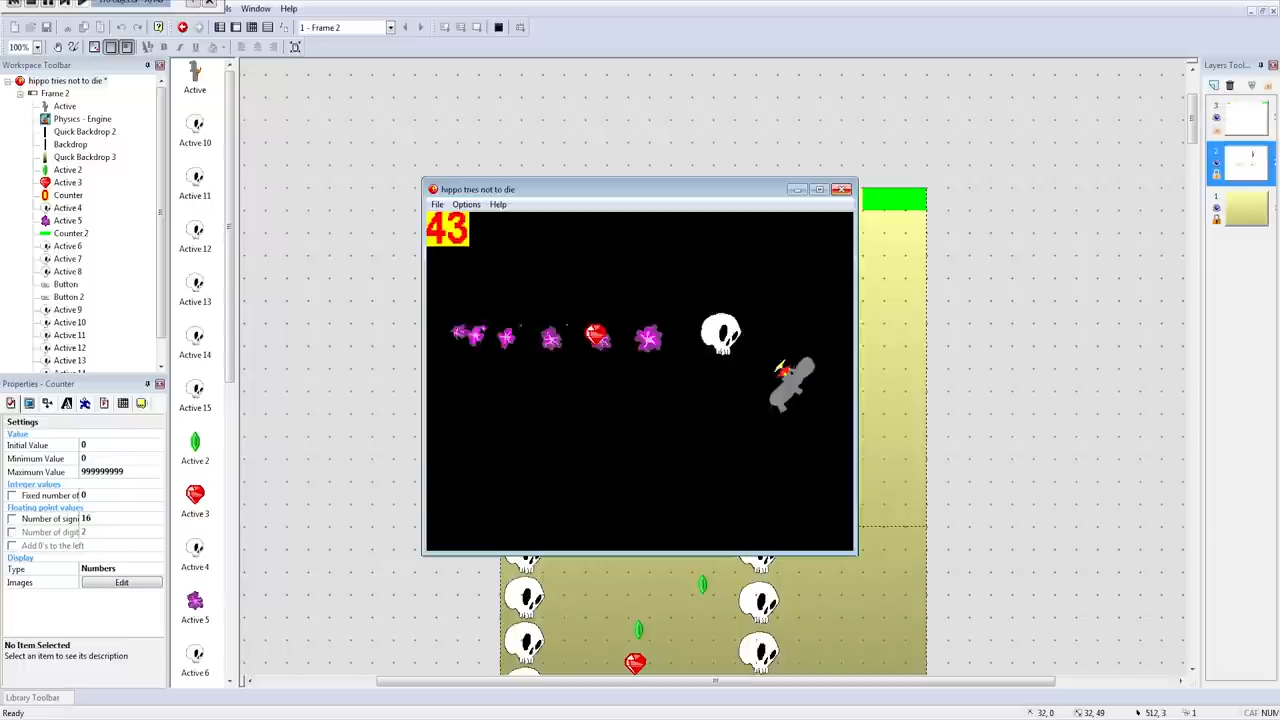 Window Help
1 - Frame 2
100%
Workspace Toolbar
hippo tries not to die *
Frame 2
Active
Physics - Engine
Quick Backdrop 2
Backdrop
Quick Backdrop 3
Active 2
Active 3
Counter
Active 4
Active 5
Counter 2
Active 6
Active 7
Active 8
Button
Button 2
Active 9
Active 10
Active 11
Active 12
Active 13
Properties - Counter
Settings
Value
Initial Value 0
Minimum Value 0
Maximum Value 999999999
Integer values
Fixed number of 0
Floating point values
Number of signi 16
Number of digit 2
Add 0's to the left
Display
Type Numbers
Images Edit
No Item Selected
Select an item to see its description
Library Toolbar
Ready
Active
Active 10
Active 11
Active 12
Active 13
Active 14
Active 15
Active 2
Active 3
Active 4
Active 5
Active 6
hippo tries not to die
File Options Help
43
Layers Tool...
3
2
1
32, 0 32, 49 512, 3 1 CAP NUM